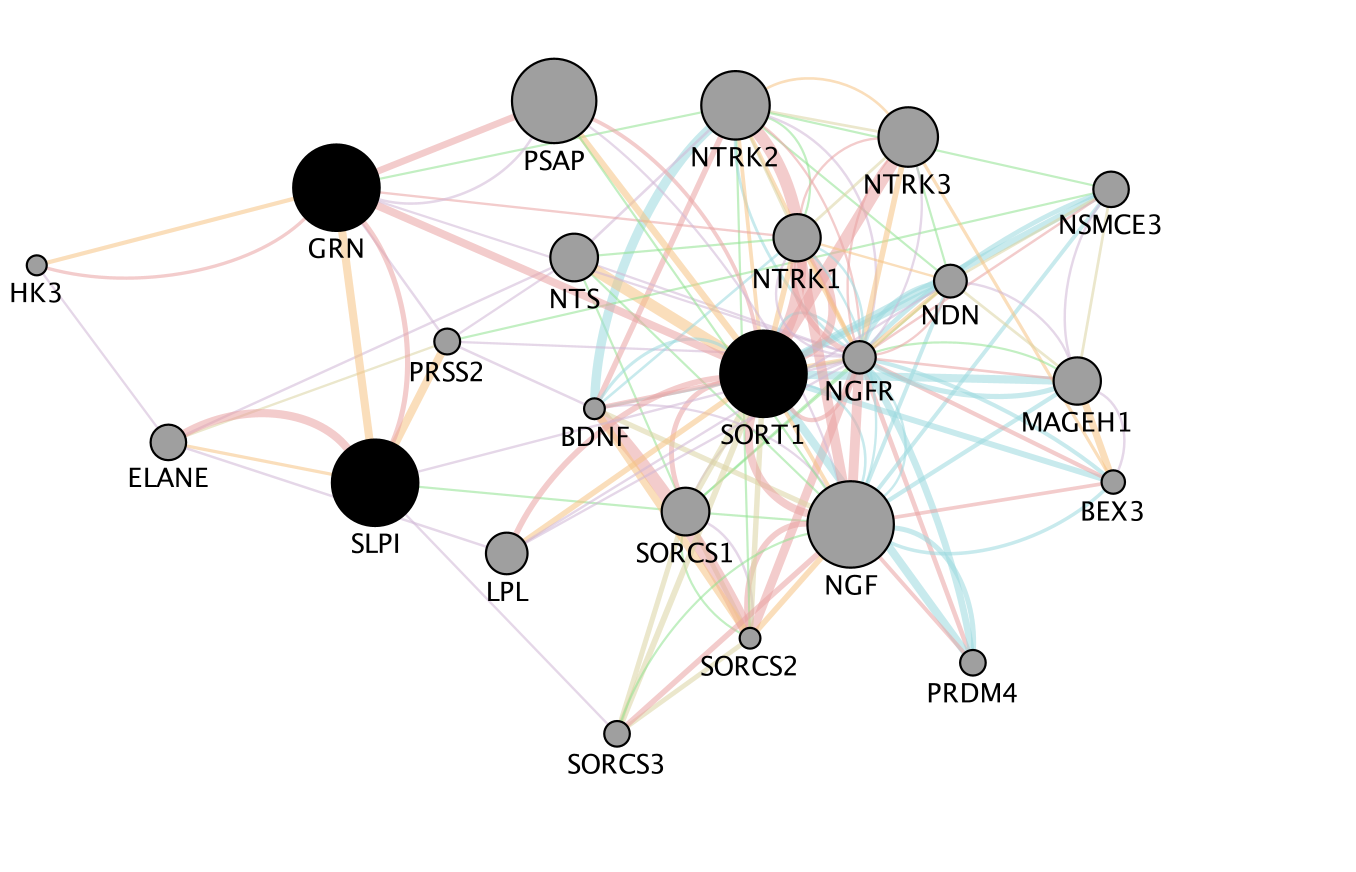 PSAP
NTRK2
NTRK3
NSMCE3
GRN
NTRK1
HK3
NTS
NDN
PRSS2
NGFR
MAGEH1
BDNF
SORT1
ELANE
BEX3
SLPI
SORCS1
LPL
NGF
SORCS2
PRDM4
SORCS3